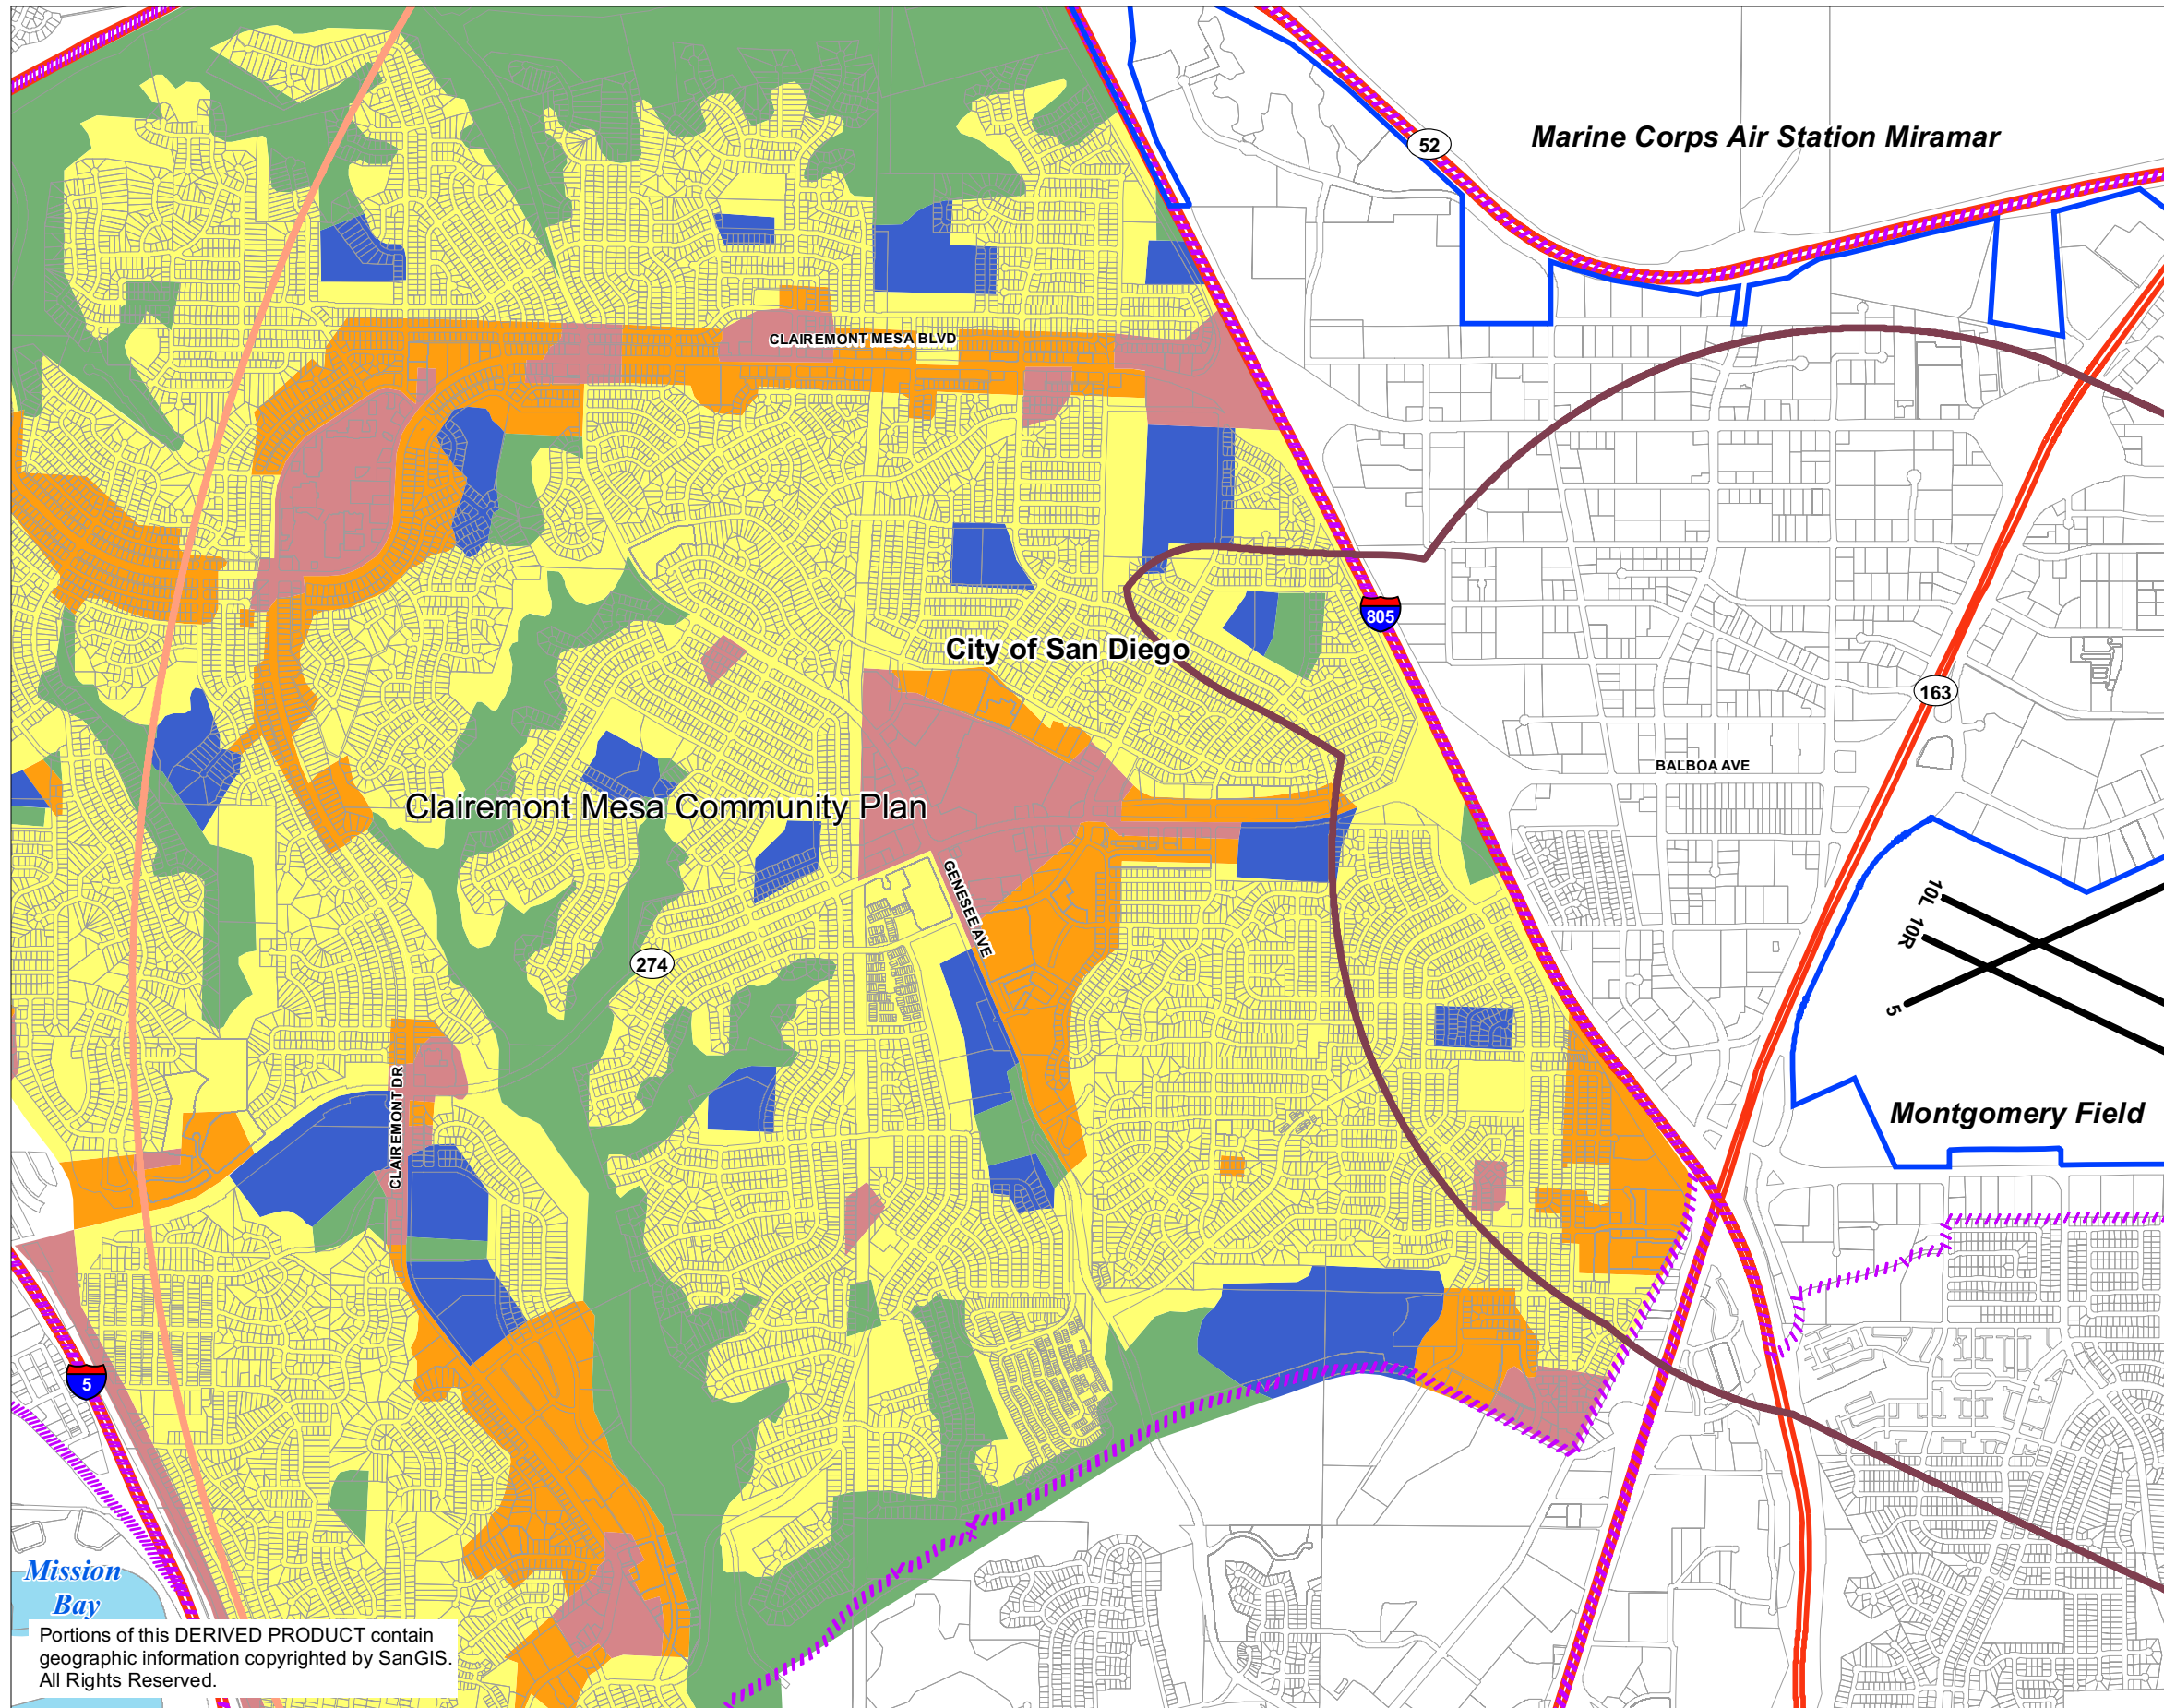 52
Marine Corps Air Station Miramar
CLAIREMONT MESA BLVD
805
City of San Diego
163
BALBOA AVE
Clairemont Mesa Community Plan
GENESEE AVE
10L
10R
5
274
CLAIREMONT DR
Montgomery Field
5
Mission
Bay
Portions of this DERIVED PRODUCT contain
geographic information copyrighted by SanGIS.
All Rights Reserved.